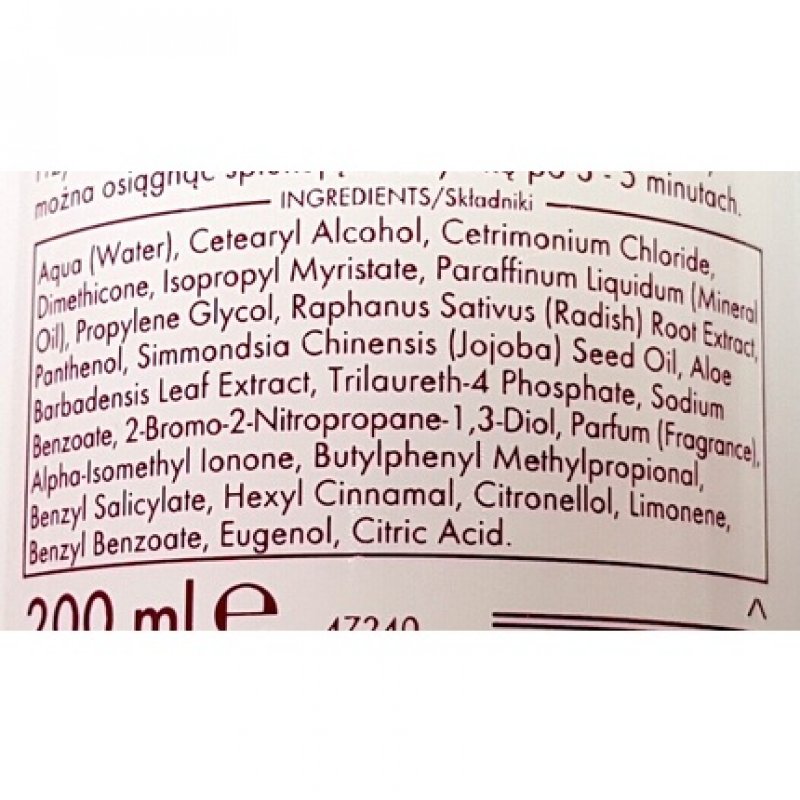 można osiągnąć
minutach.
INGREDIENTS/Składniki
Aqua (Water), Cetearyl Alcohol, Cetrimonium Chloride,
Dimethicone, Isopropyl Myristate, Paraffinum Liquidum (Mineral
Oil), Propylene Glycol, Raphanus Sativus (Radish) Root Extract,
Panthenol, Simmondsia Chinensis (Jojoba) Seed Oil, Aloe
Barbadensis Leaf Extract, Trilaureth-4 Phosphate, Sodium
Benzoate, 2-Bromo-2-Nitropropane-1,3-Diol, Parfum (Fragrance),
Alpha-Isomethyl Ionone, Butylphenyl Methylpropional,
Benzyl Salicylate, Hexyl Cinnamal, Citronellol, Limonene,
Benzyl Benzoate, Eugenol, Citric Acid.
200 ml e
47240